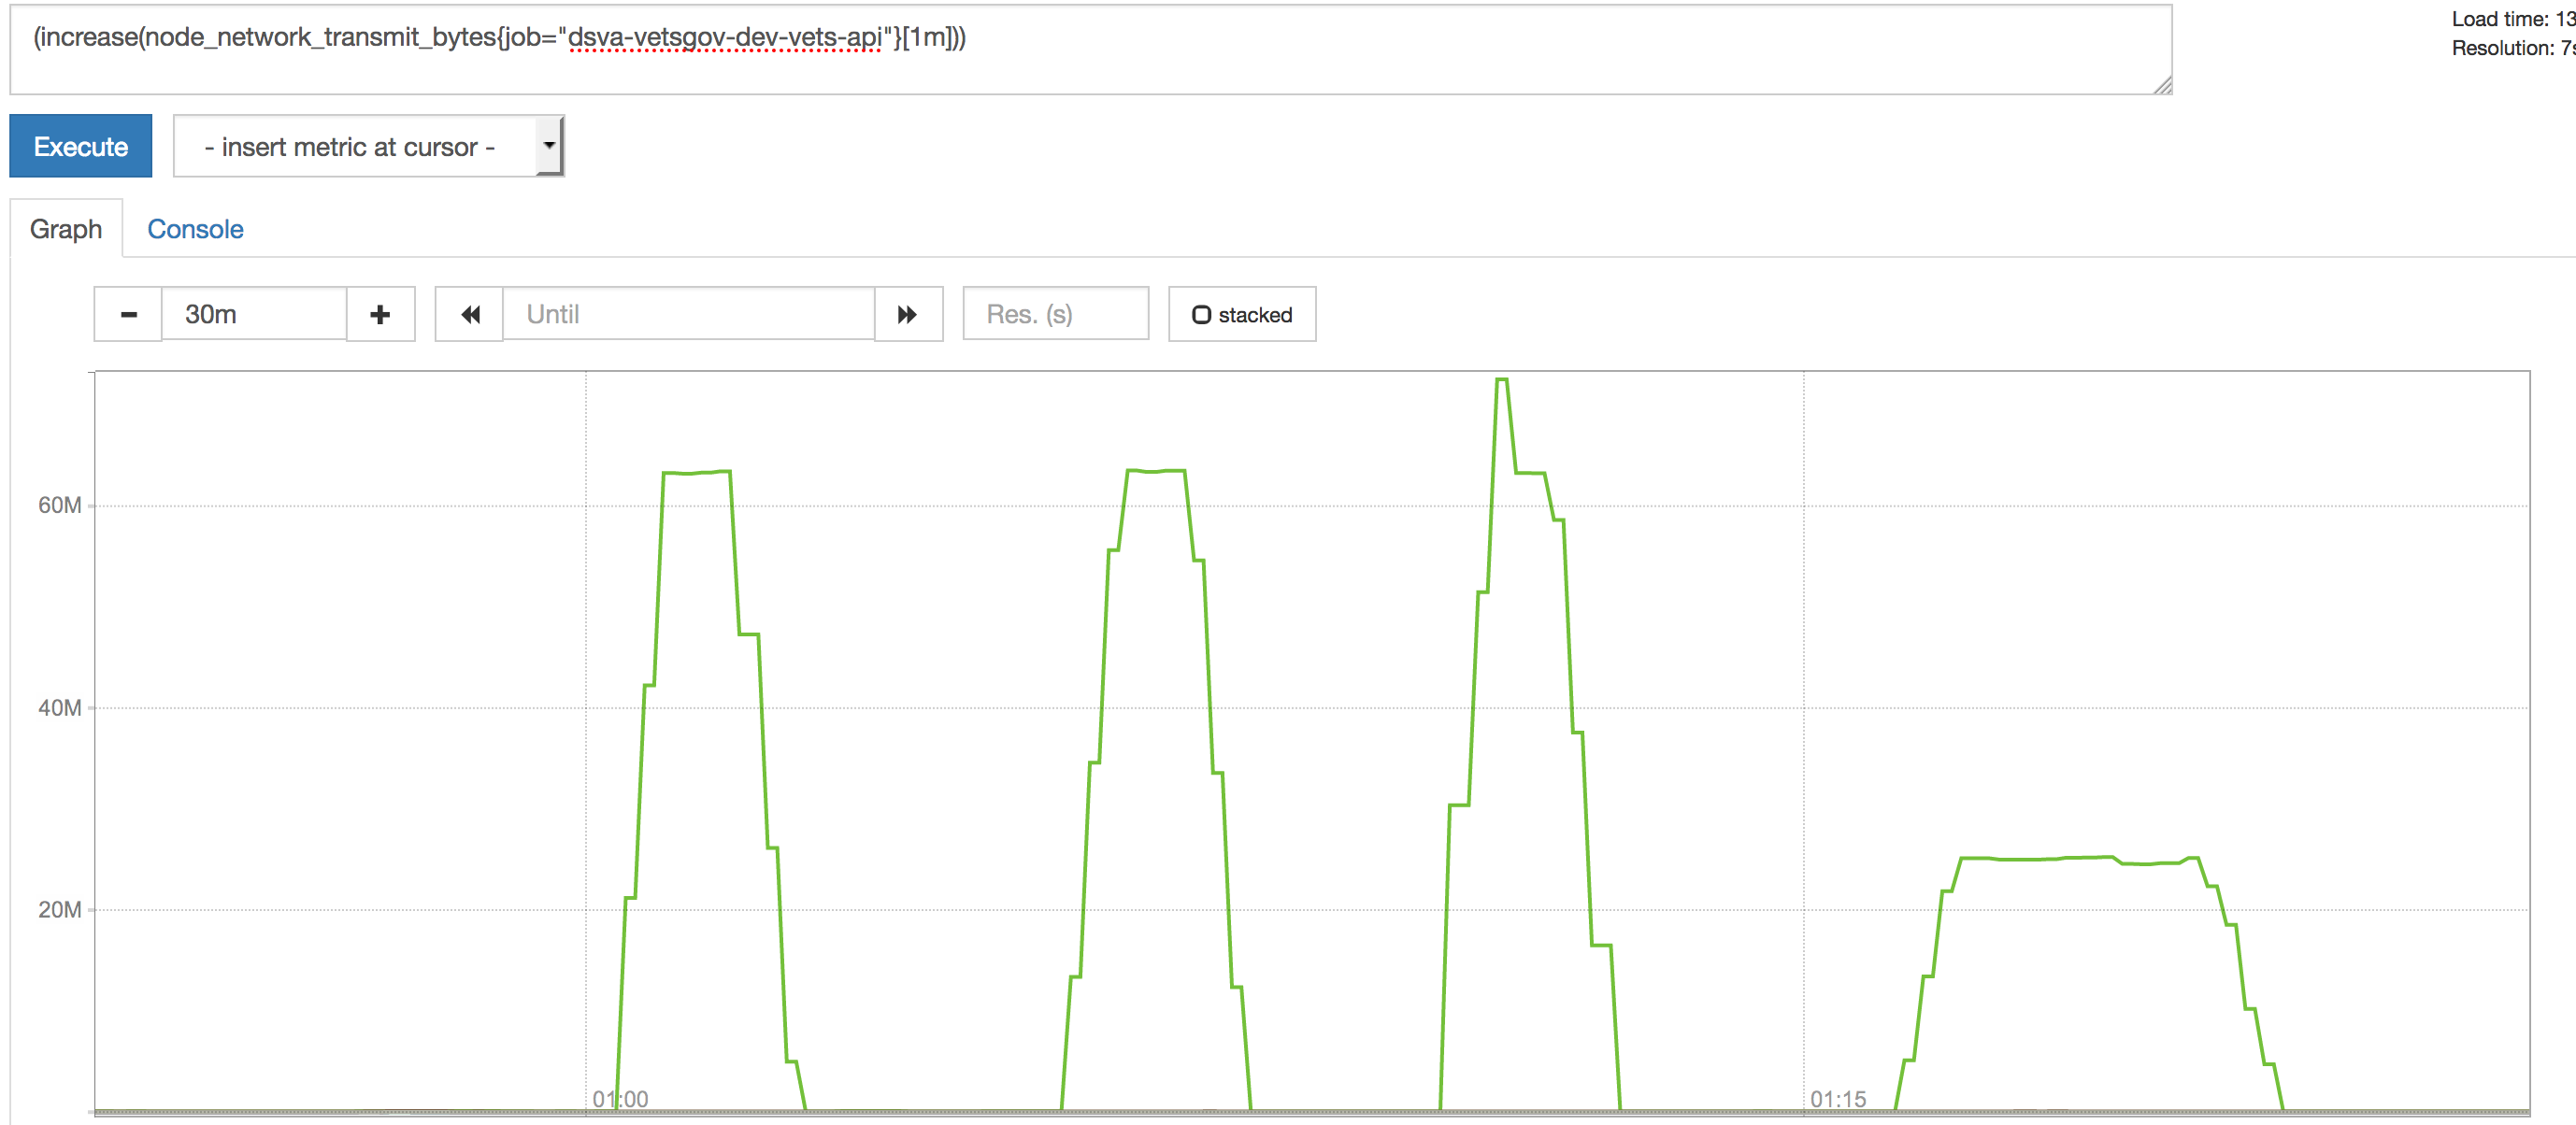 (increase(node_network_transmit_bytes{job="dsva-vetsgov-dev-vets-api"}[1m]))
Load time: 13
Resolution: 7s
Execute
- insert metric at cursor -
Graph
Console
30m
Until
Res. (s)
stacked
60M
40M
20M
01:00
01:15